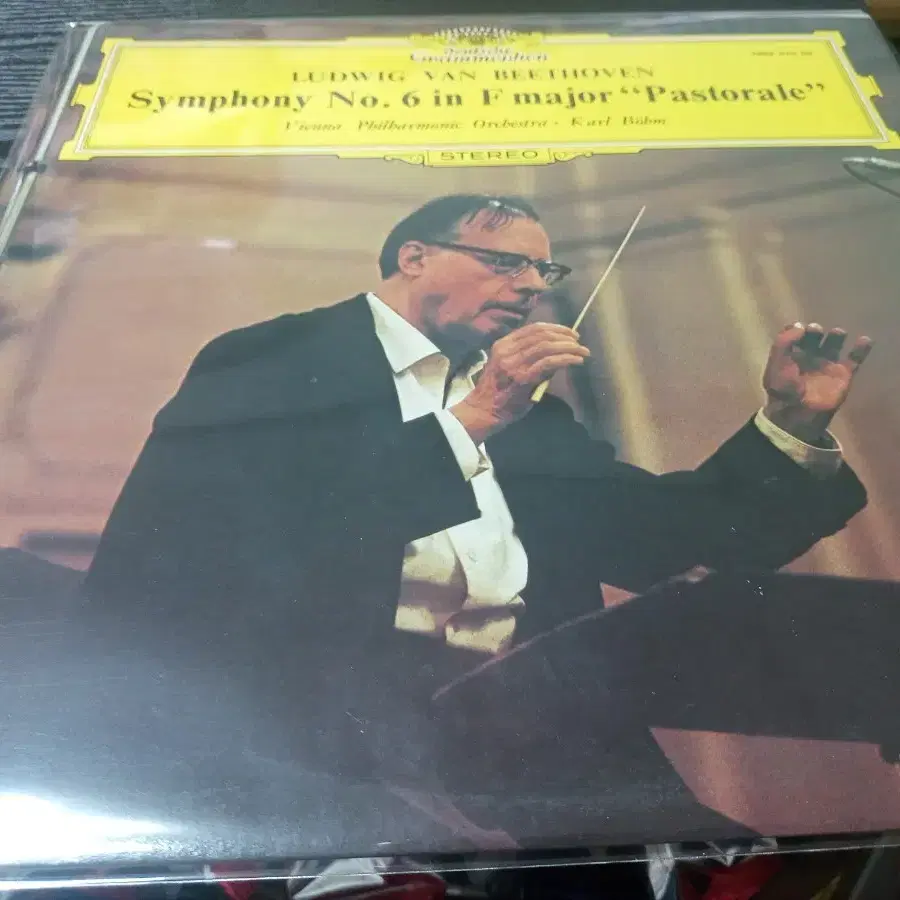 Deutsche
Grammophon
LUDWIG VAN BEETHOVEN
Symphony No. 6 in F major “Pastorale”
Vienna Philharmonic Orchestra · Karl Böhm
STEREO